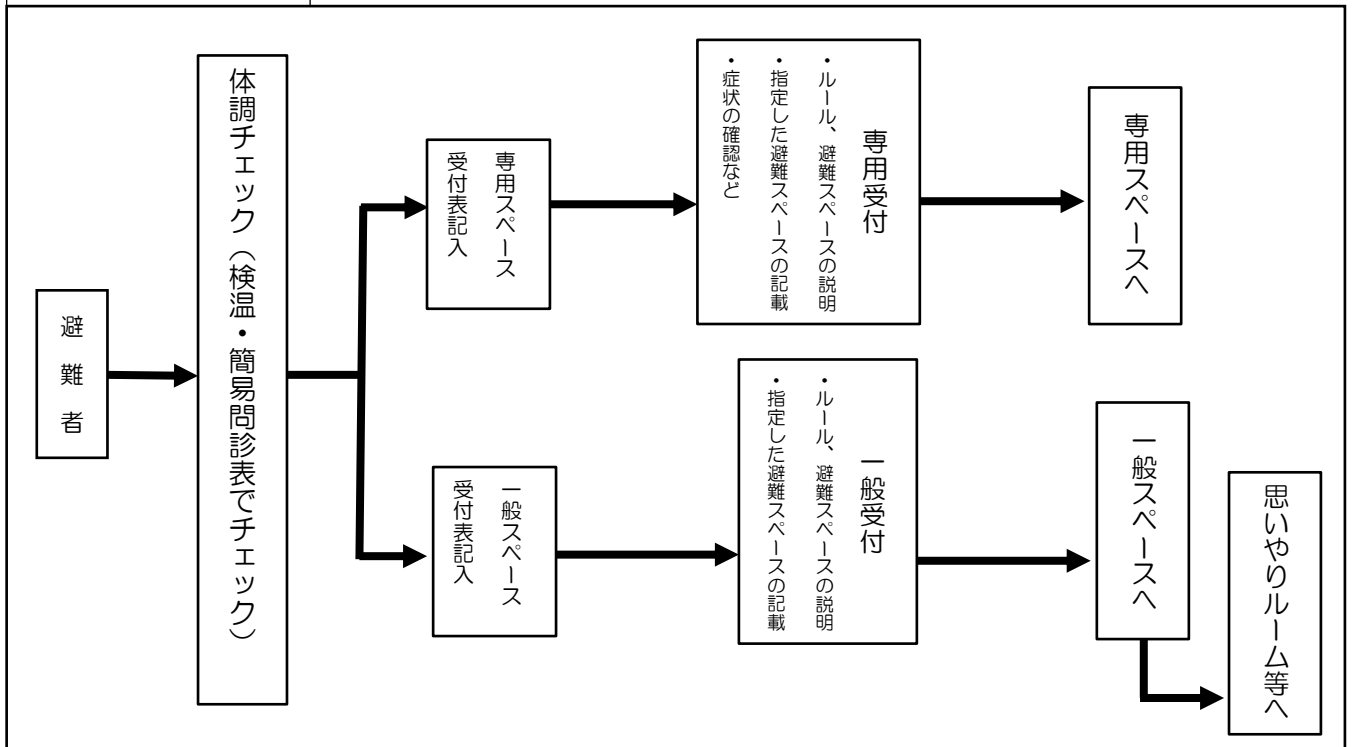 避難者
体調チェック（検温・簡易問診表でチェック）
専用スペース
受付表記入
専用受付
・ルール、避難スペースの説明
・指定した避難スペースの記載
・症状の確認など
専用スペースへ
一般スペース
受付表記入
一般受付
・ルール、避難スペースの説明
・指定した避難スペースの記載
一般スペースへ
思いやりルーム等へ